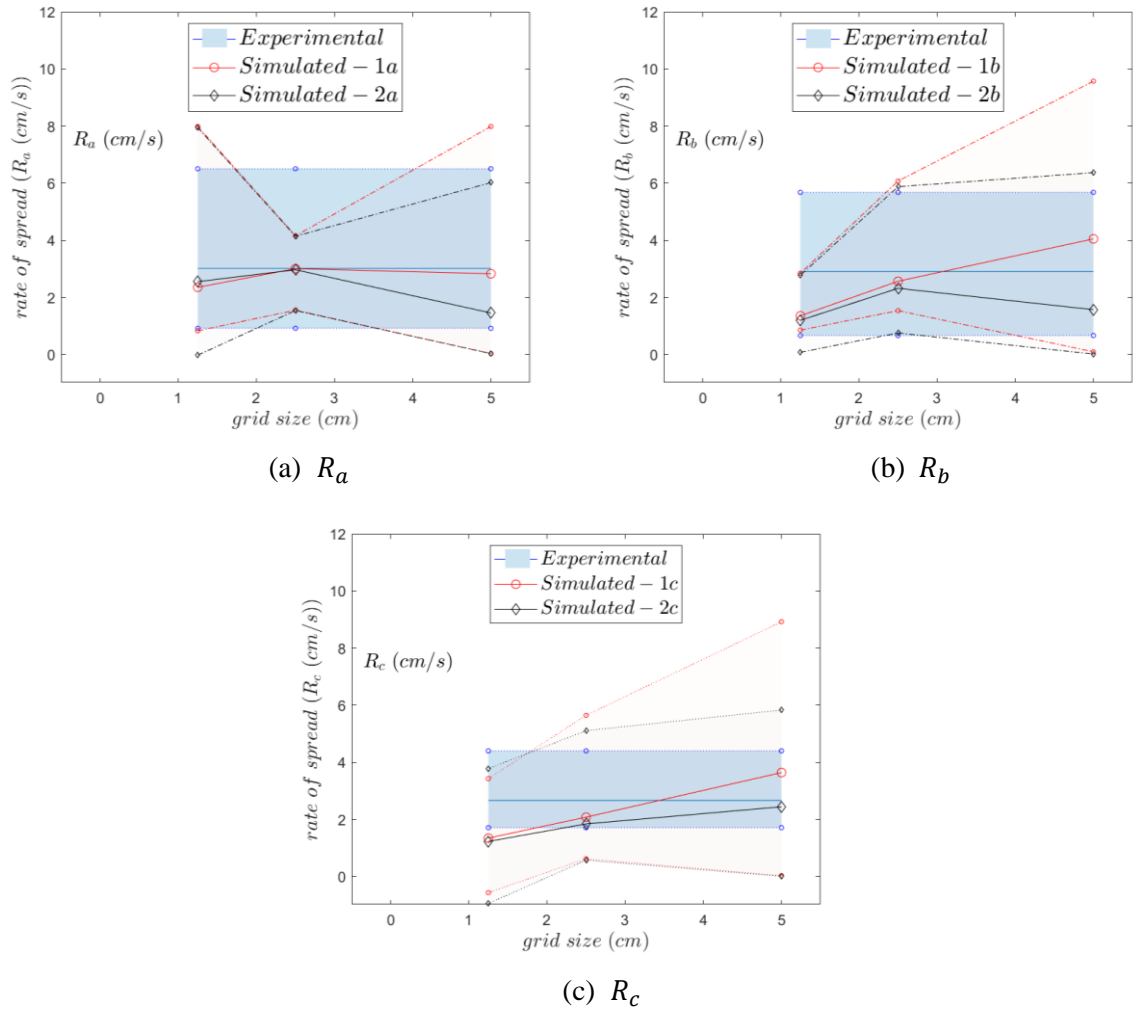 12
10
8
6
4
2
0
rate of spread (R_a (cm/s))
Experimental
Simulated − 1a
Simulated − 2a
R_a (cm/s)
0 1 2 3 4 5
grid size (cm)
(a) R_a
12
10
8
6
4
2
0
rate of spread (R_b (cm/s))
Experimental
Simulated − 1b
Simulated − 2b
R_b (cm/s)
0 1 2 3 4 5
grid size (cm)
(b) R_b
12
10
8
6
4
2
0
rate of spread (R_c (cm/s))
Experimental
Simulated − 1c
Simulated − 2c
R_c (cm/s)
0 1 2 3 4 5
grid size (cm)
(c) R_c